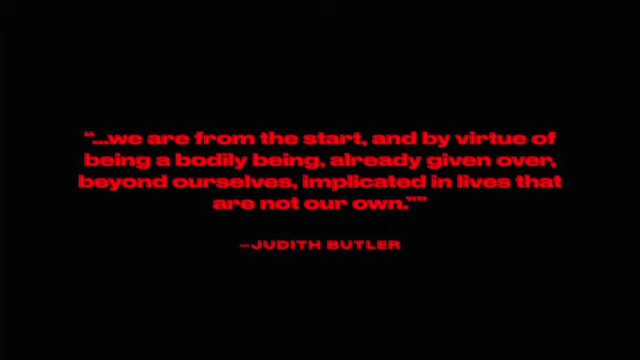 “...we are from the start, and by virtue of
being a bodily being, already given over,
beyond ourselves, implicated in lives that
are not our own.””
—JUDITH BUTLER